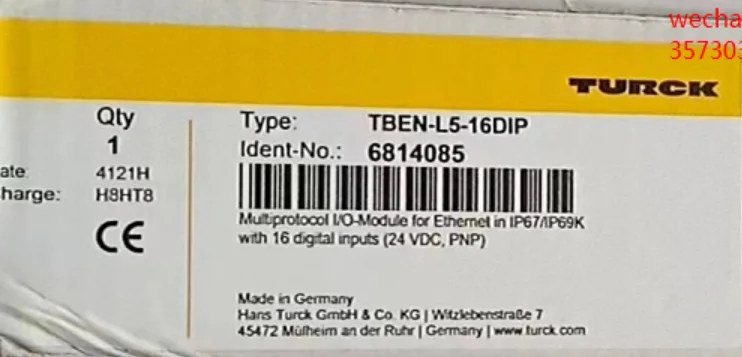 wecha
35730
TURCK
Qty
1
Type: TBEN-L5-16DIP
Ident-No.: 6814085
ate: 4121H
harge: H8HT8
CE
Multiprotocol I/O-Module for Ethernet in IP67/IP69K
with 16 digital inputs (24 VDC, PNP)
Made in Germany
Hans Turck GmbH & Co. KG | Witzlebenstraße 7
45472 Mülheim an der Ruhr | Germany | www.turck.com